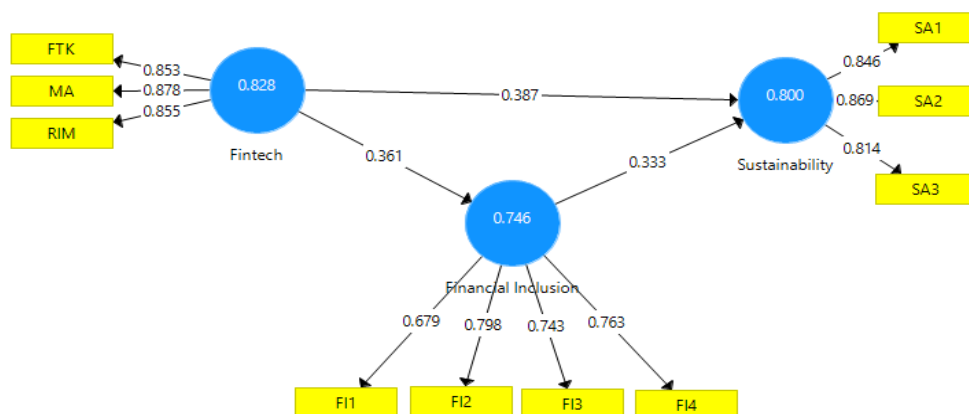 FTK
MA
RIM
0.853
0.878
0.855
0.828
Fintech
0.387
0.361
0.333
0.800
Sustainability
0.846
0.869
0.814
SA1
SA2
SA3
0.746
Financial Inclusion
0.679
0.798
0.743
0.763
FI1
FI2
FI3
FI4